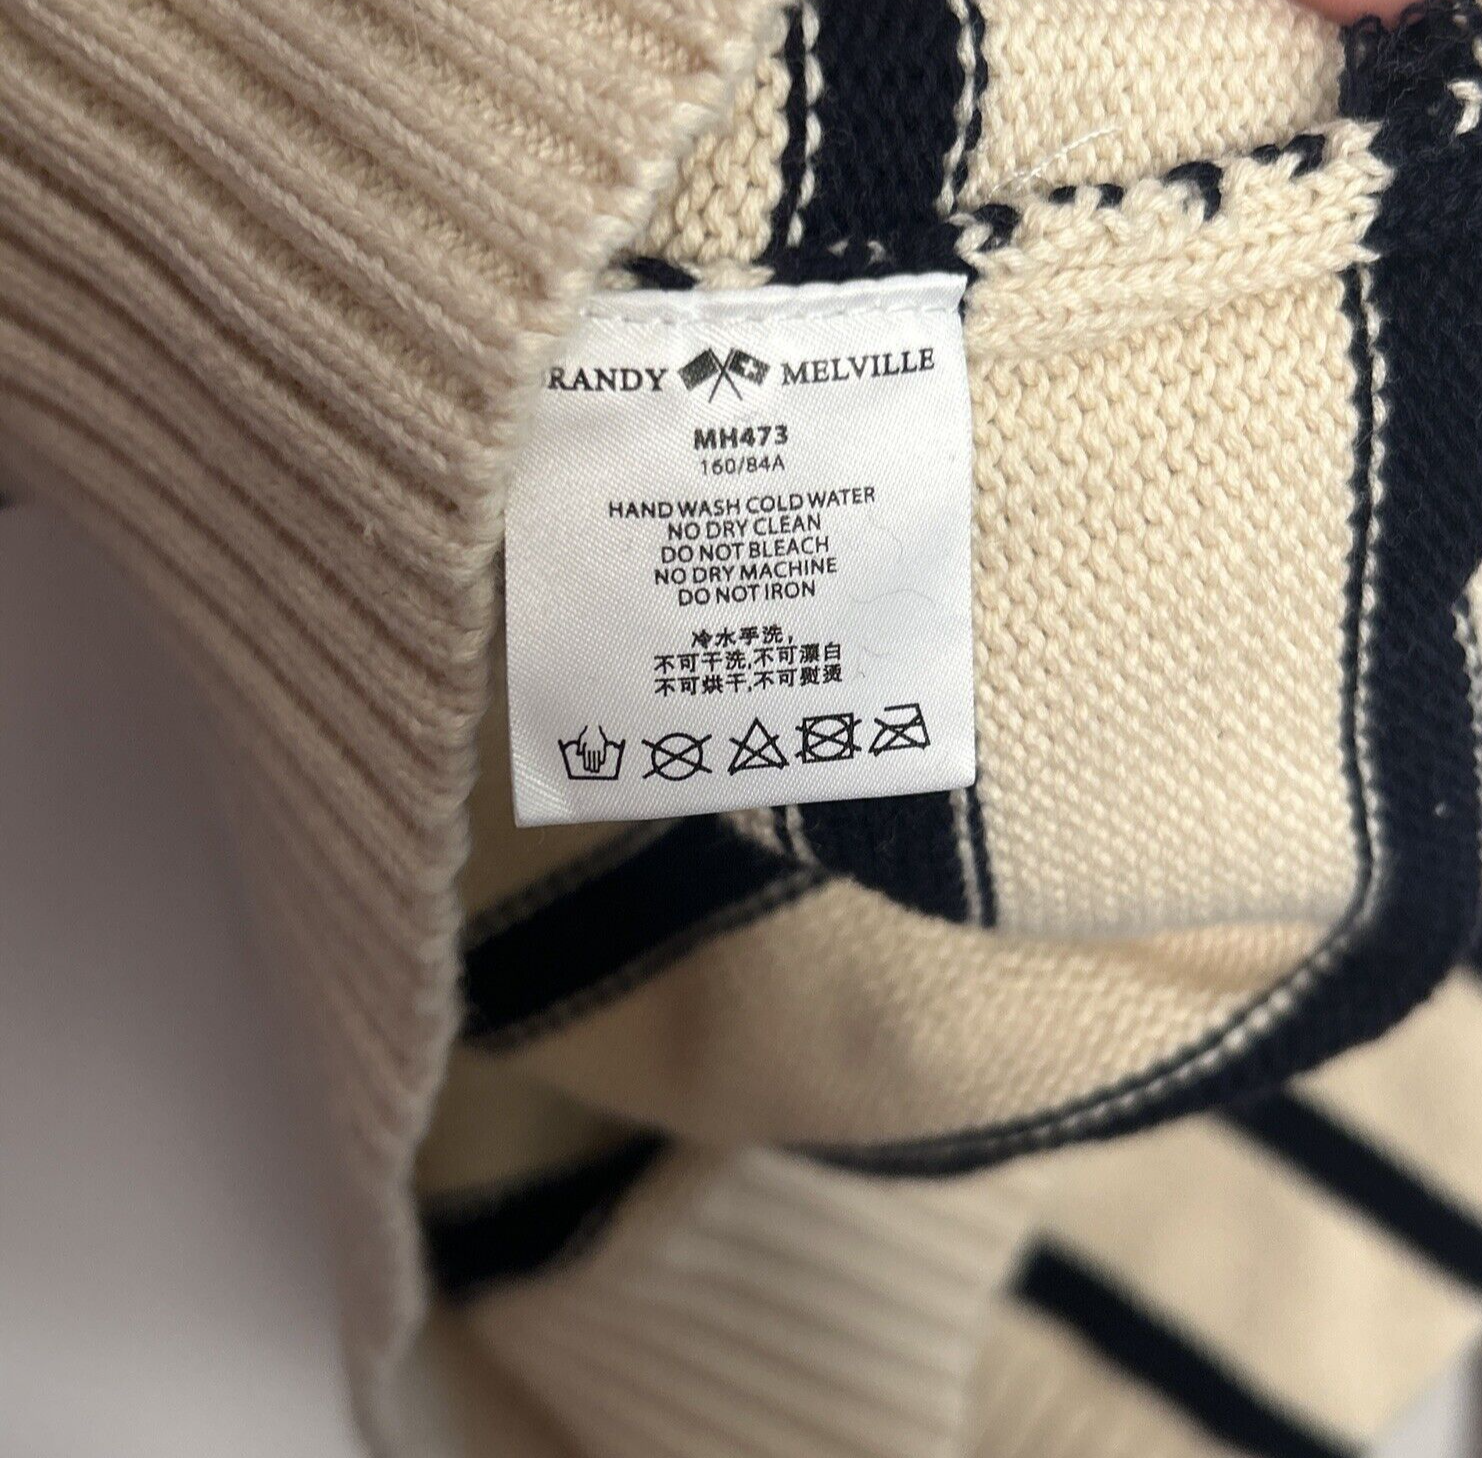 RANDY MELVILLE
MH473
160/84A
HAND WASH COLD WATER
NO DRY CLEAN
DO NOT BLEACH
NO DRY MACHINE
DO NOT IRON
冷水手洗，
不可干洗,不可漂白
不可烘干,不可熨烫